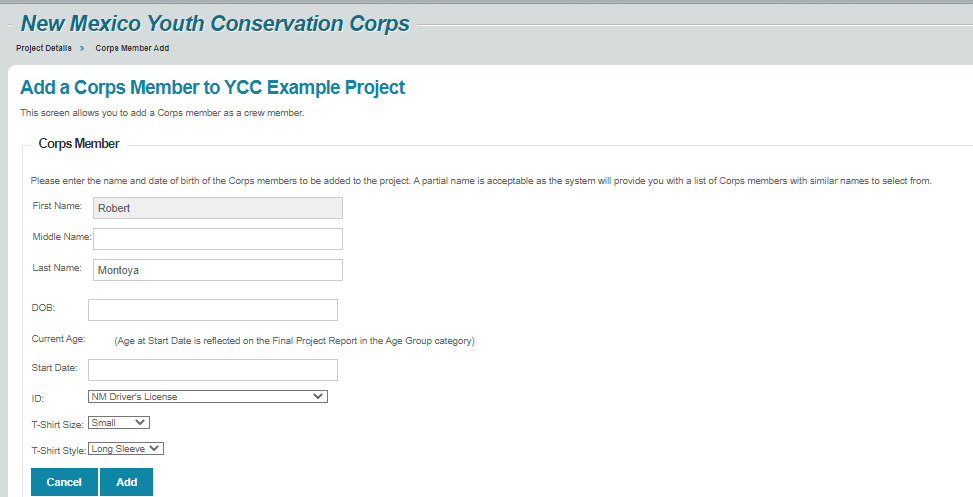 New Mexico Youth Conservation Corps
Project Details > Corps Member Add
Add a Corps Member to YCC Example Project
This screen allows you to add a Corps member as a crew member.
Corps Member
Please enter the name and date of birth of the Corps members to be added to the project. A partial name is acceptable as the system will provide you with a list of Corps members with similar names to select from.
First Name: Robert
Middle Name:
Last Name: Montoya
DOB:
Current Age: (Age at Start Date is reflected on the Final Project Report in the Age Group category)
Start Date:
ID: NM Driver's License
T-Shirt Size: Small
T-Shirt Style: Long Sleeve
Cancel Add